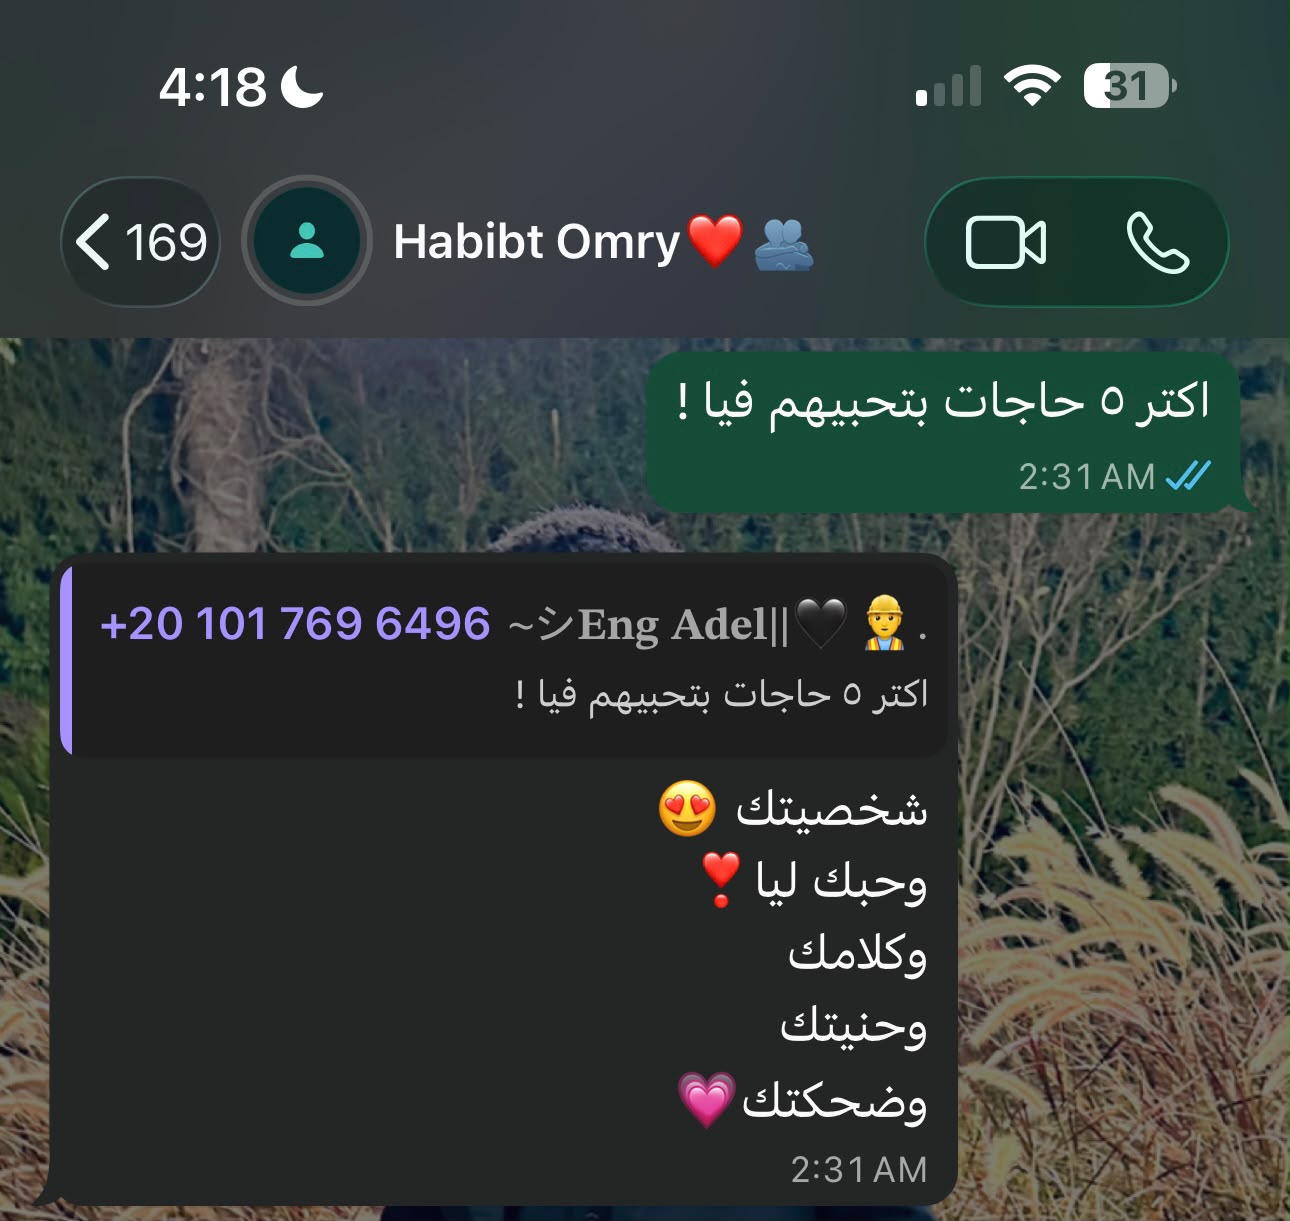 4:18
31
169
Habibt Omry❤️🫂
اكتر ٥ حاجات بتحبيهم فيا !
2:31 AM
+20 101 769 6496 ~シEng Adel||🖤👷.
اكتر ٥ حاجات بتحبيهم فيا !
شخصيتك 😍
وحبك ليا ❣️
وكلامك
وحنيتك
وضحكتك💗
2:31 AM